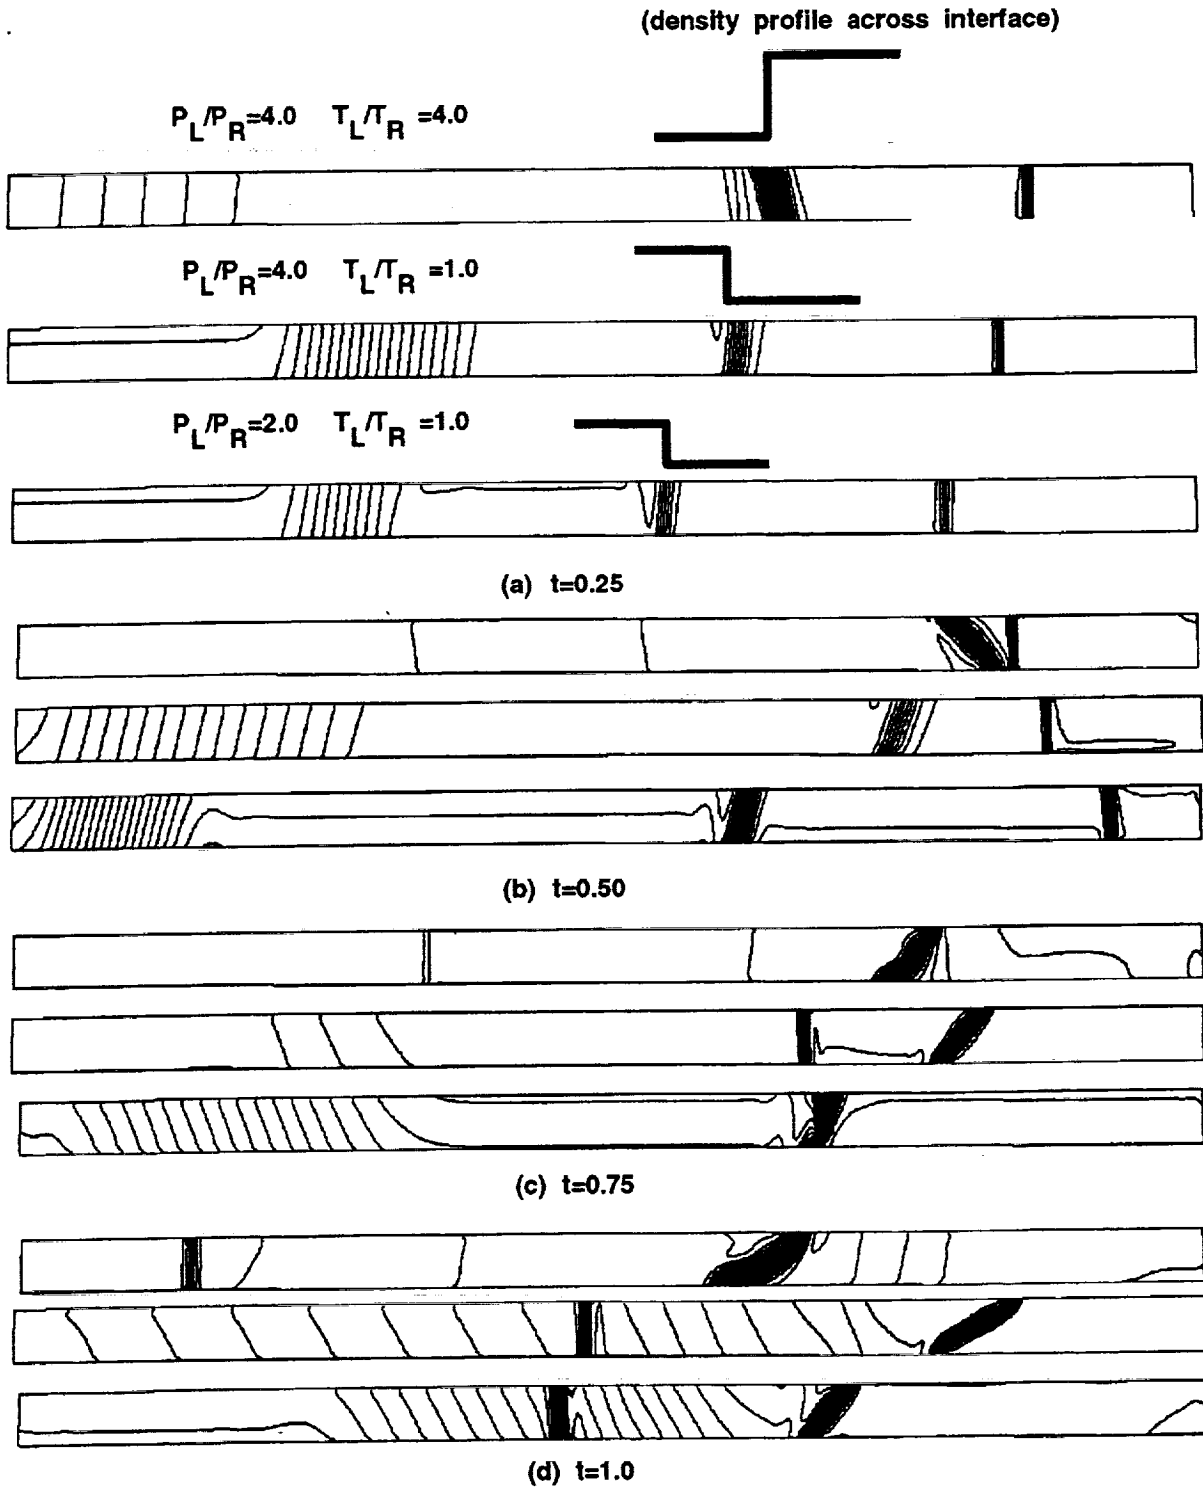 (density profile across interface)
P_L/P_R=4.0 T_L/T_R =4.0
P_L/P_R=4.0 T_L/T_R =1.0
P_L/P_R=2.0 T_L/T_R =1.0
(a) t=0.25
(b) t=0.50
(c) t=0.75
(d) t=1.0